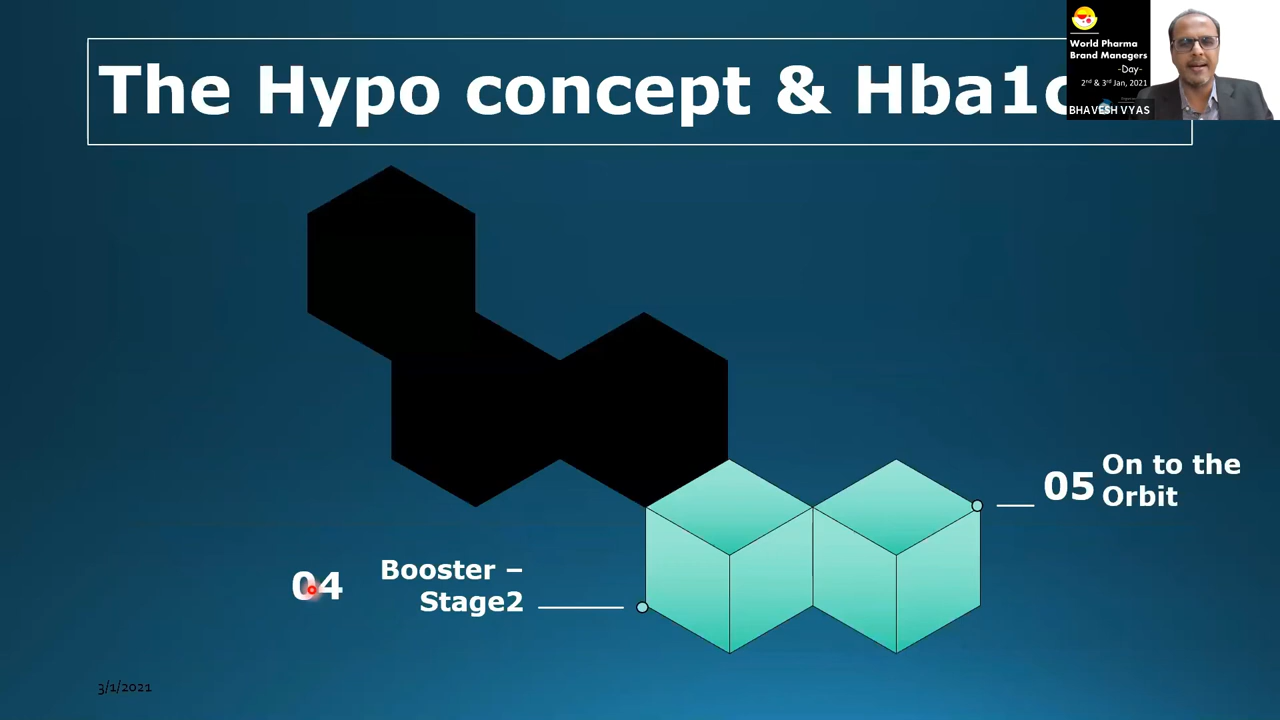 The Hypo concept & Hba1c
World Pharma
Brand Managers
-Day-
2nd & 3rd Jan, 2021
BHAVESH VYAS
05
On to the
Orbit
04
Booster –
Stage2
3/1/2021